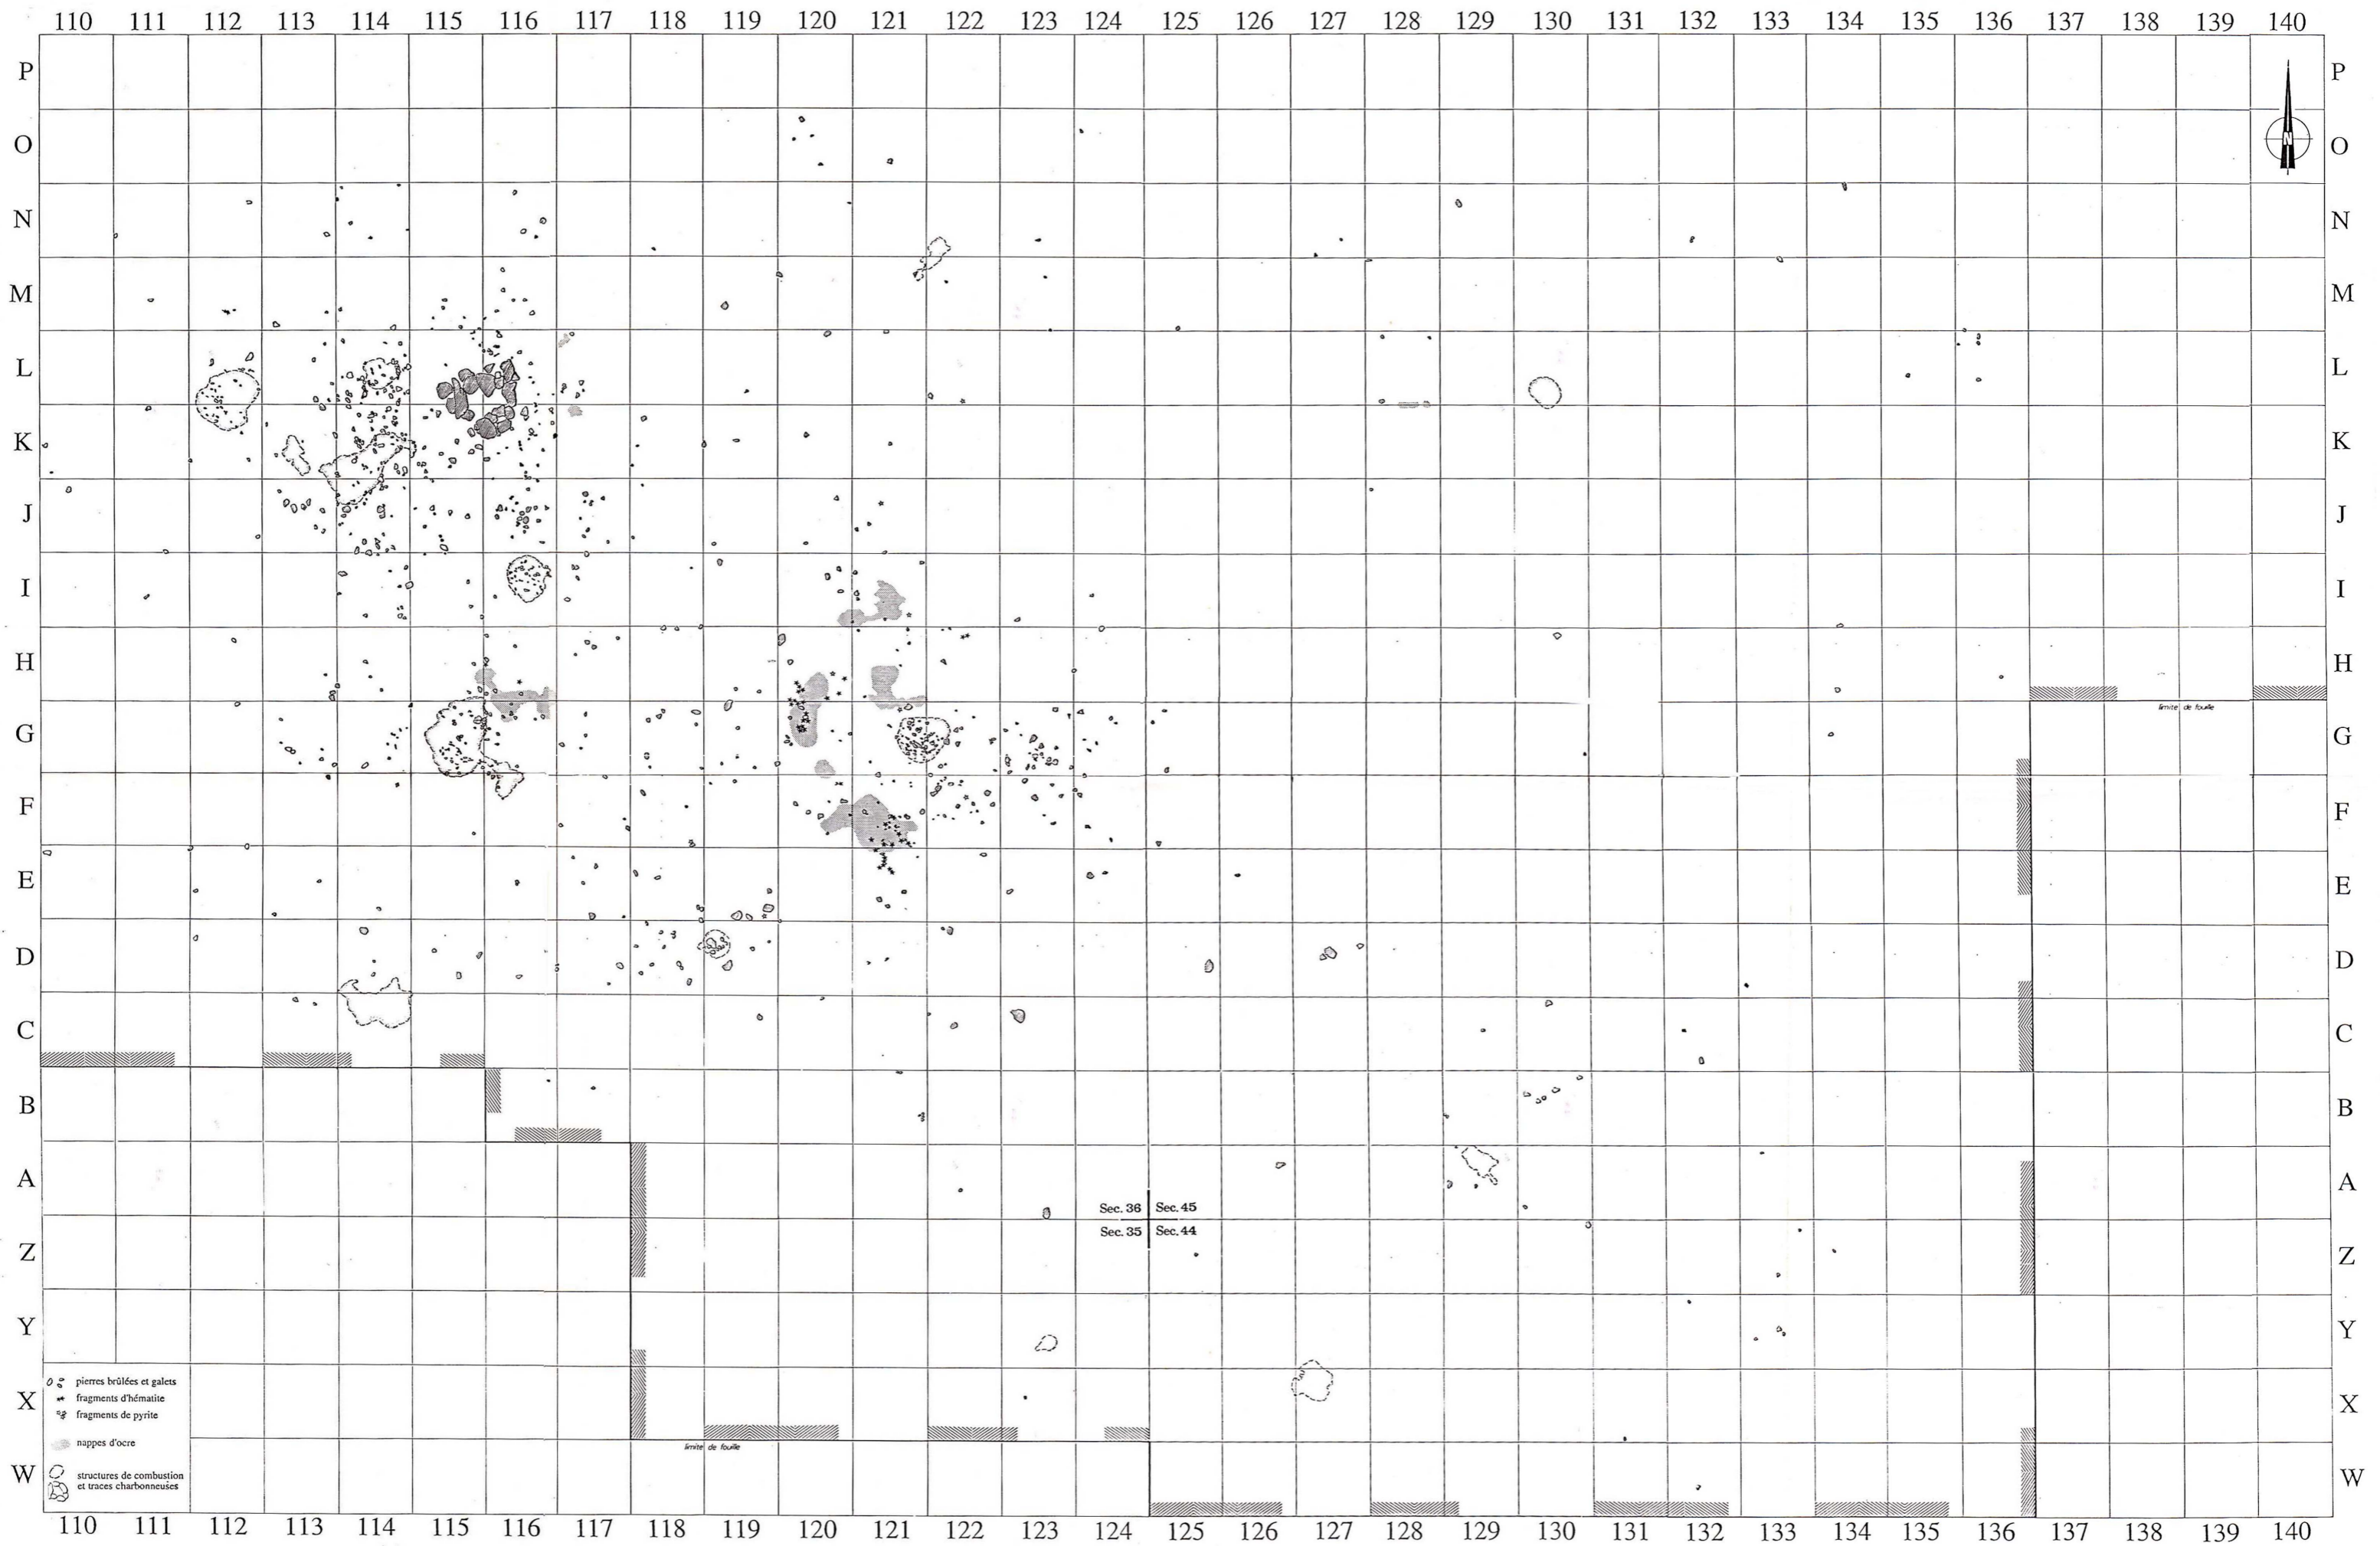 110 111 112 113 114 115 116 117 118 119 120 121 122 123 124 125 126 127 128 129 130 131 132 133 134 135 136 137 138 139 140
P P
N
O O
N N
M M
L L
K K
J J
I I
H H
limite de fouille
G G
F F
E E
D D
C C
B B
A A
Sec. 36 Sec. 45
Sec. 35 Sec. 44
Z Z
Y Y
pierres brûlées et galets
X X
fragments d'hématite
fragments de pyrite
nappes d'ocre
limite de fouille
W W
structures de combustion
et traces charbonneuses
110 111 112 113 114 115 116 117 118 119 120 121 122 123 124 125 126 127 128 129 130 131 132 133 134 135 136 137 138 139 140